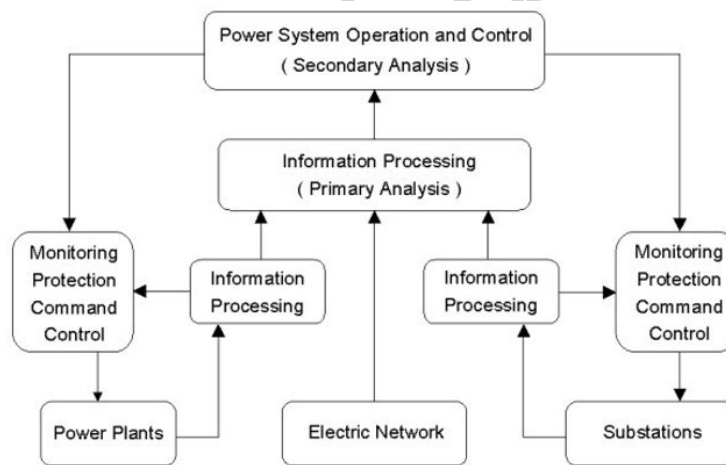 Power System Operation and Control
( Secondary Analysis )
Information Processing
( Primary Analysis )
Monitoring
Protection
Command
Control
Information
Processing
Information
Processing
Monitoring
Protection
Command
Control
Power Plants
Electric Network
Substations